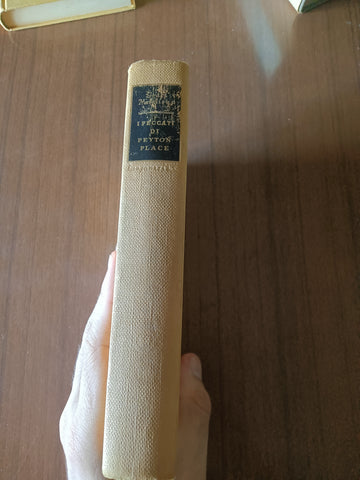 I PECCATI
DI
PEYTON
PLACE